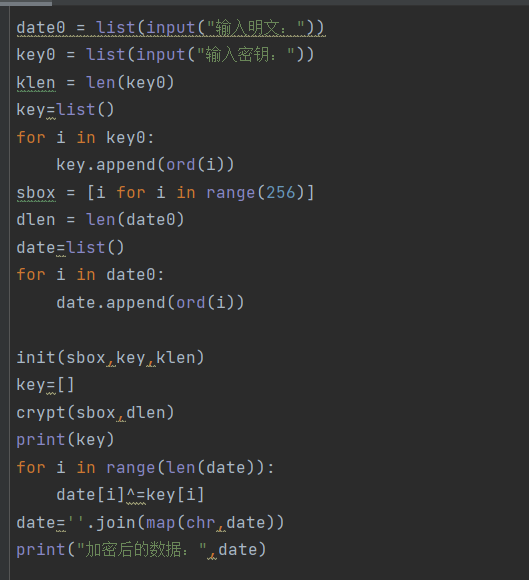 date0 = list(input("输入明文："))
key0 = list(input("输入密钥："))
klen = len(key0)
key=list()
for i in key0:
    key.append(ord(i))
sbox = [i for i in range(256)]
dlen = len(date0)
date=list()
for i in date0:
    date.append(ord(i))
init(sbox,key,klen)
key=[]
crypt(sbox,dlen)
print(key)
for i in range(len(date)):
    date[i]^=key[i]
date=''.join(map(chr,date))
print("加密后的数据：",date)